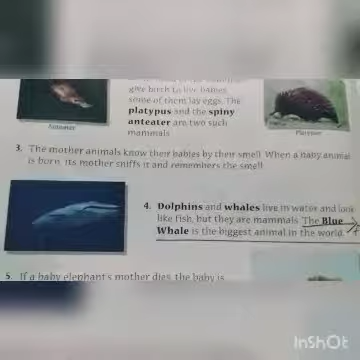 give birth to live babies
some of them lay eggs. The
platypus and the spiny
anteater are two such
mammals
Anteater
Platypus
3. The mother animals know their babies by their smell. When a baby animal
is born, its mother sniffs it and remembers the smell.
4. Dolphins and whales live in water and look
like fish, but they are mammals. The Blue
Whale is the biggest animal in the world.
5. If a baby elephant's mother dies, the baby is
InShOt